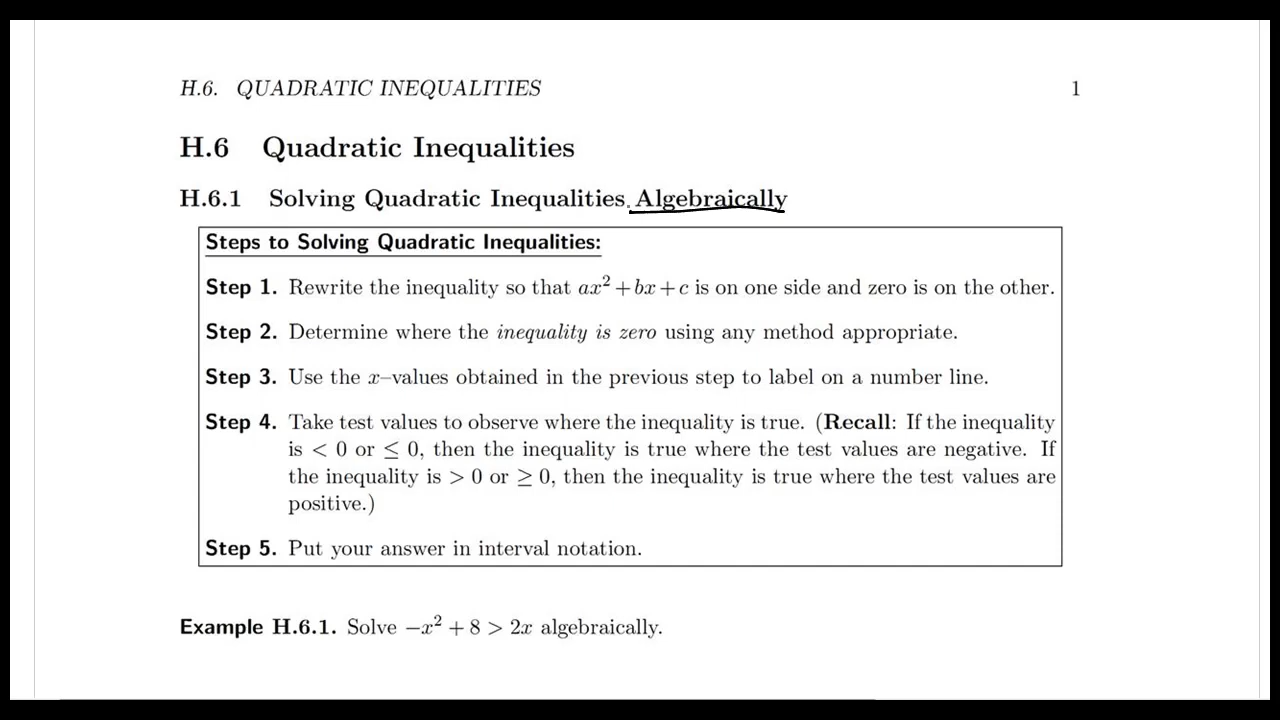 H.6. QUADRATIC INEQUALITIES 1
H.6 Quadratic Inequalities
H.6.1 Solving Quadratic Inequalities Algebraically
Steps to Solving Quadratic Inequalities:
Step 1. Rewrite the inequality so that ax² + bx + c is on one side and zero is on the other.
Step 2. Determine where the inequality is zero using any method appropriate.
Step 3. Use the x–values obtained in the previous step to label on a number line.
Step 4. Take test values to observe where the inequality is true. (Recall: If the inequality
is < 0 or ≤ 0, then the inequality is true where the test values are negative. If
the inequality is > 0 or ≥ 0, then the inequality is true where the test values are
positive.)
Step 5. Put your answer in interval notation.
Example H.6.1. Solve −x² + 8 > 2x algebraically.